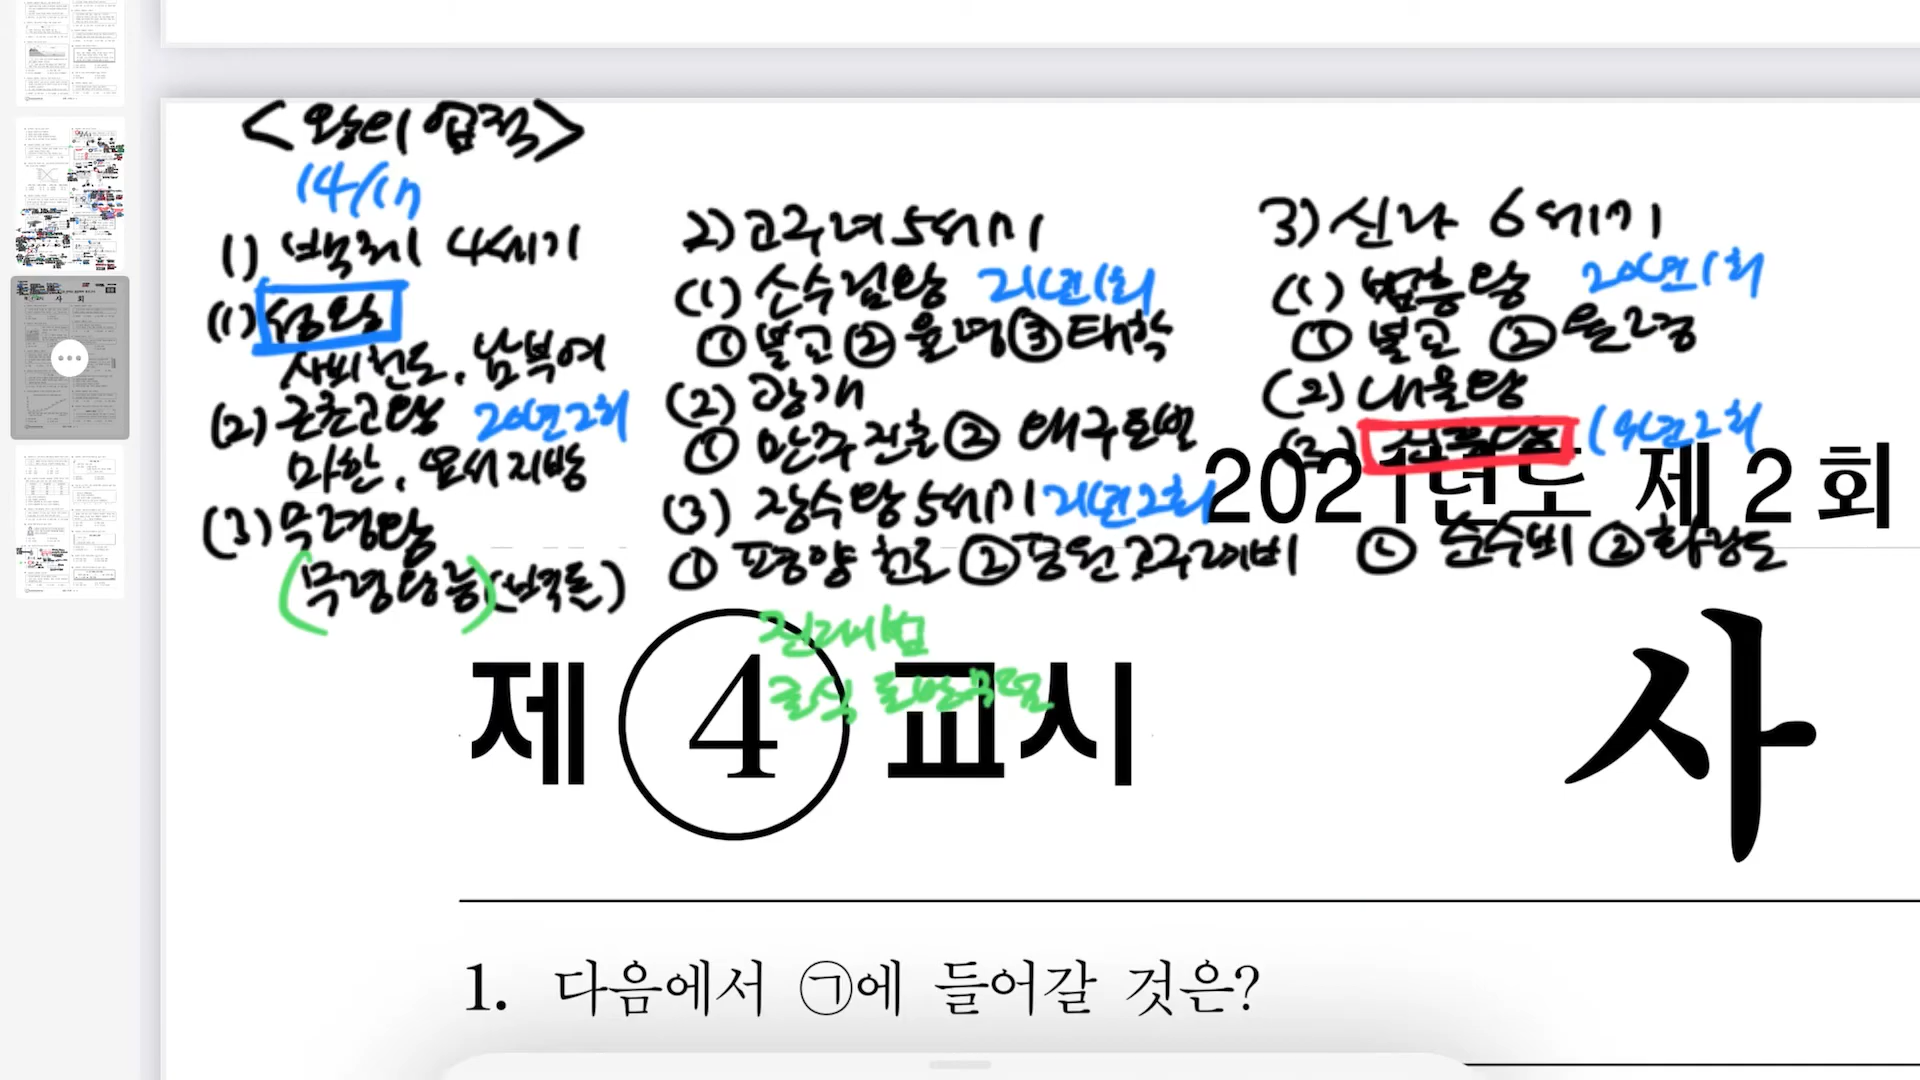 <왕의 업적>
14/17
1) 백제 4세기
(1) 성왕
사비천도, 남부여
(2) 근초고왕 20년2회
마한, 요서지방
(3) 무령왕
(무령왕릉)(벽돌)
2) 고구려 5세기
(1) 소수림왕 21년1회
① 불교 ② 율령 ③ 태학
(2) 광개
① 만주진출 ② 왜구토벌
(3) 장수왕 5세기 21년2회
① 평양 천도 ② 중원고구려비
진대법
3) 신라 6세기
(1) 법흥왕 20년1회
① 불교 ② 율령
(2) 내물왕
(3) 진흥왕 19년2회
① 순수비 ② 화랑도
2021년도 제2회
제 ④ 교시
사
1. 다음에서 ㉠에 들어갈 것은?